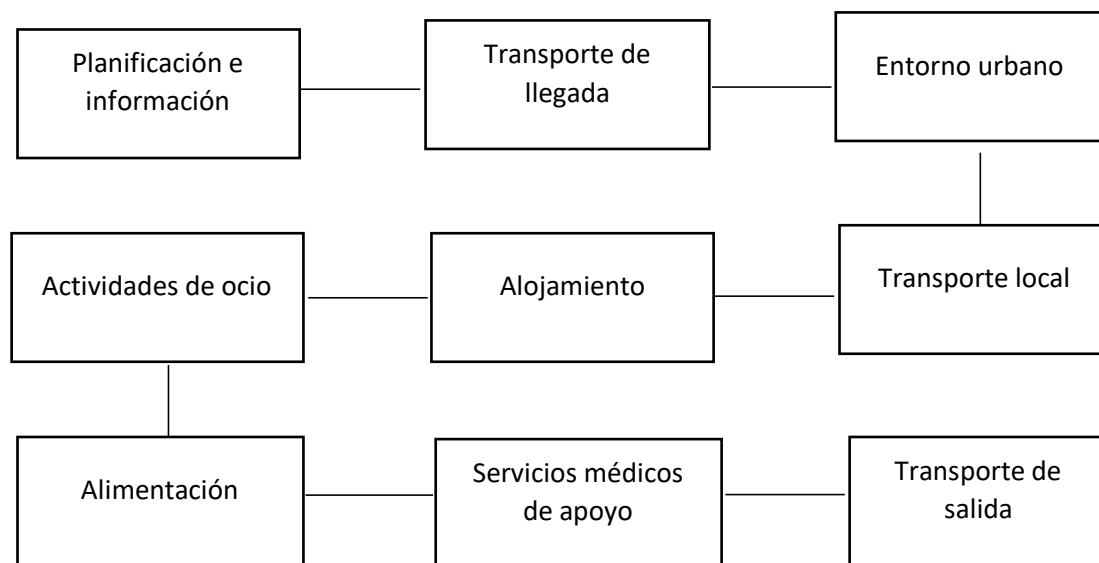 Planificación e
información
Transporte de
llegada
Entorno urbano
Actividades de ocio
Alojamiento
Transporte local
Alimentación
Servicios médicos
de apoyo
Transporte de
salida